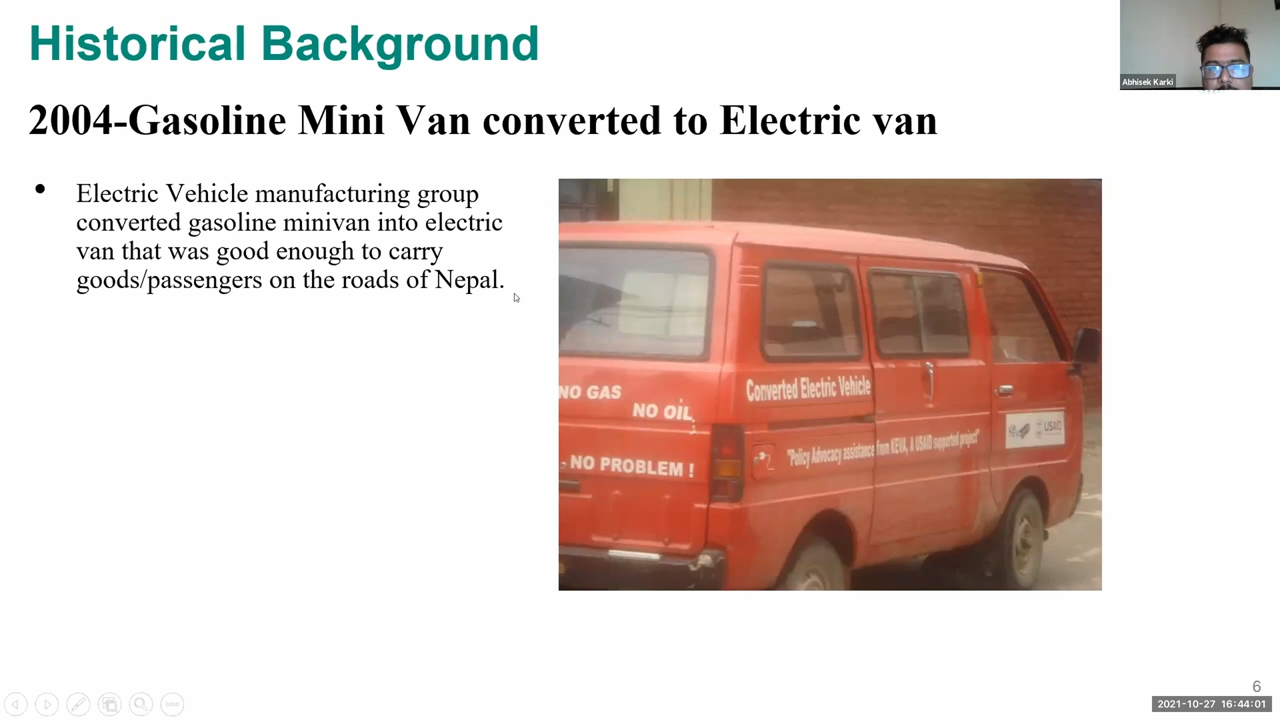 Historical Background
Abhisek Karki
2004-Gasoline Mini Van converted to Electric van
Electric Vehicle manufacturing group
converted gasoline minivan into electric
van that was good enough to carry
goods/passengers on the roads of Nepal.
NO GAS
NO OIL
NO PROBLEM !
Converted Electric Vehicle
"Policy Advocacy assistance from KEVA, A USAID supported project"
USAID
6
2021-10-27 16:44:01